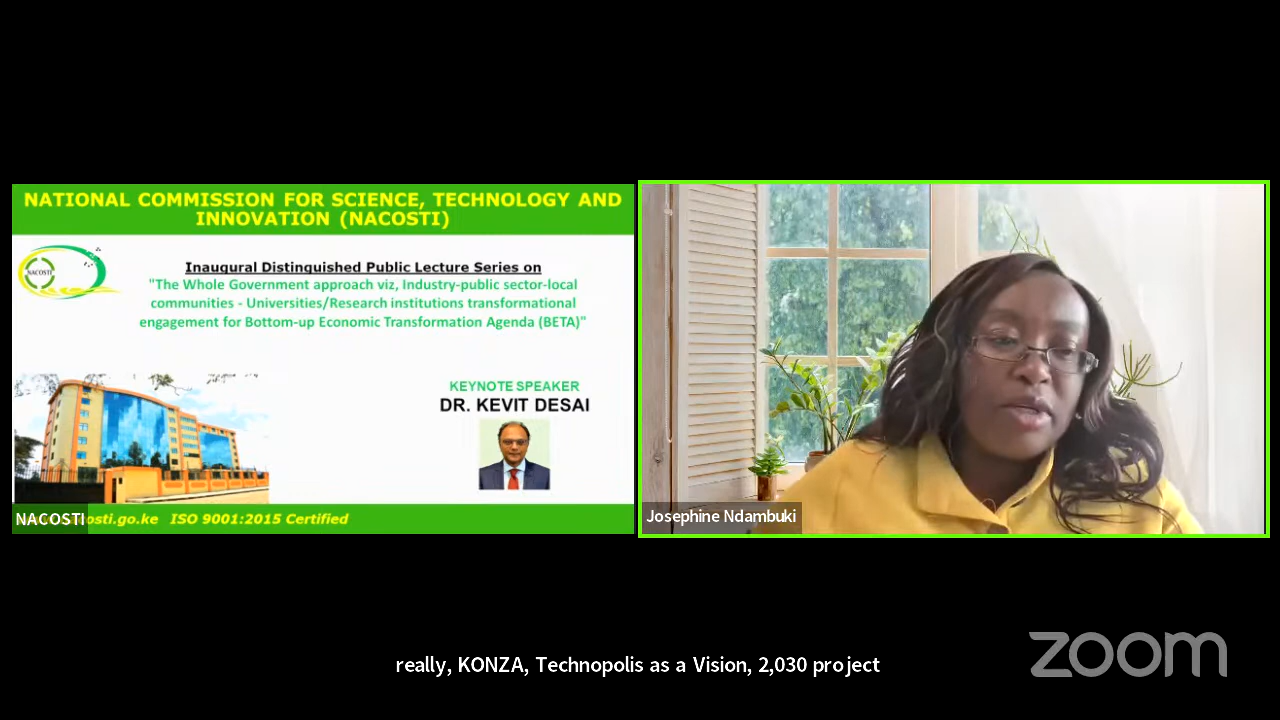 NATIONAL COMMISSION FOR SCIENCE, TECHNOLOGY AND
INNOVATION (NACOSTI)
NACOSTI
Inaugural Distinguished Public Lecture Series on
"The Whole Government approach viz, Industry-public sector-local
communities - Universities/Research institutions transformational
engagement for Bottom-up Economic Transformation Agenda (BETA)"
KEYNOTE SPEAKER
DR. KEVIT DESAI
NACOSTI
osti.go.ke ISO 9001:2015 Certified
Josephine Ndambuki
really, KONZA, Technopolis as a Vision, 2,030 project
zoom